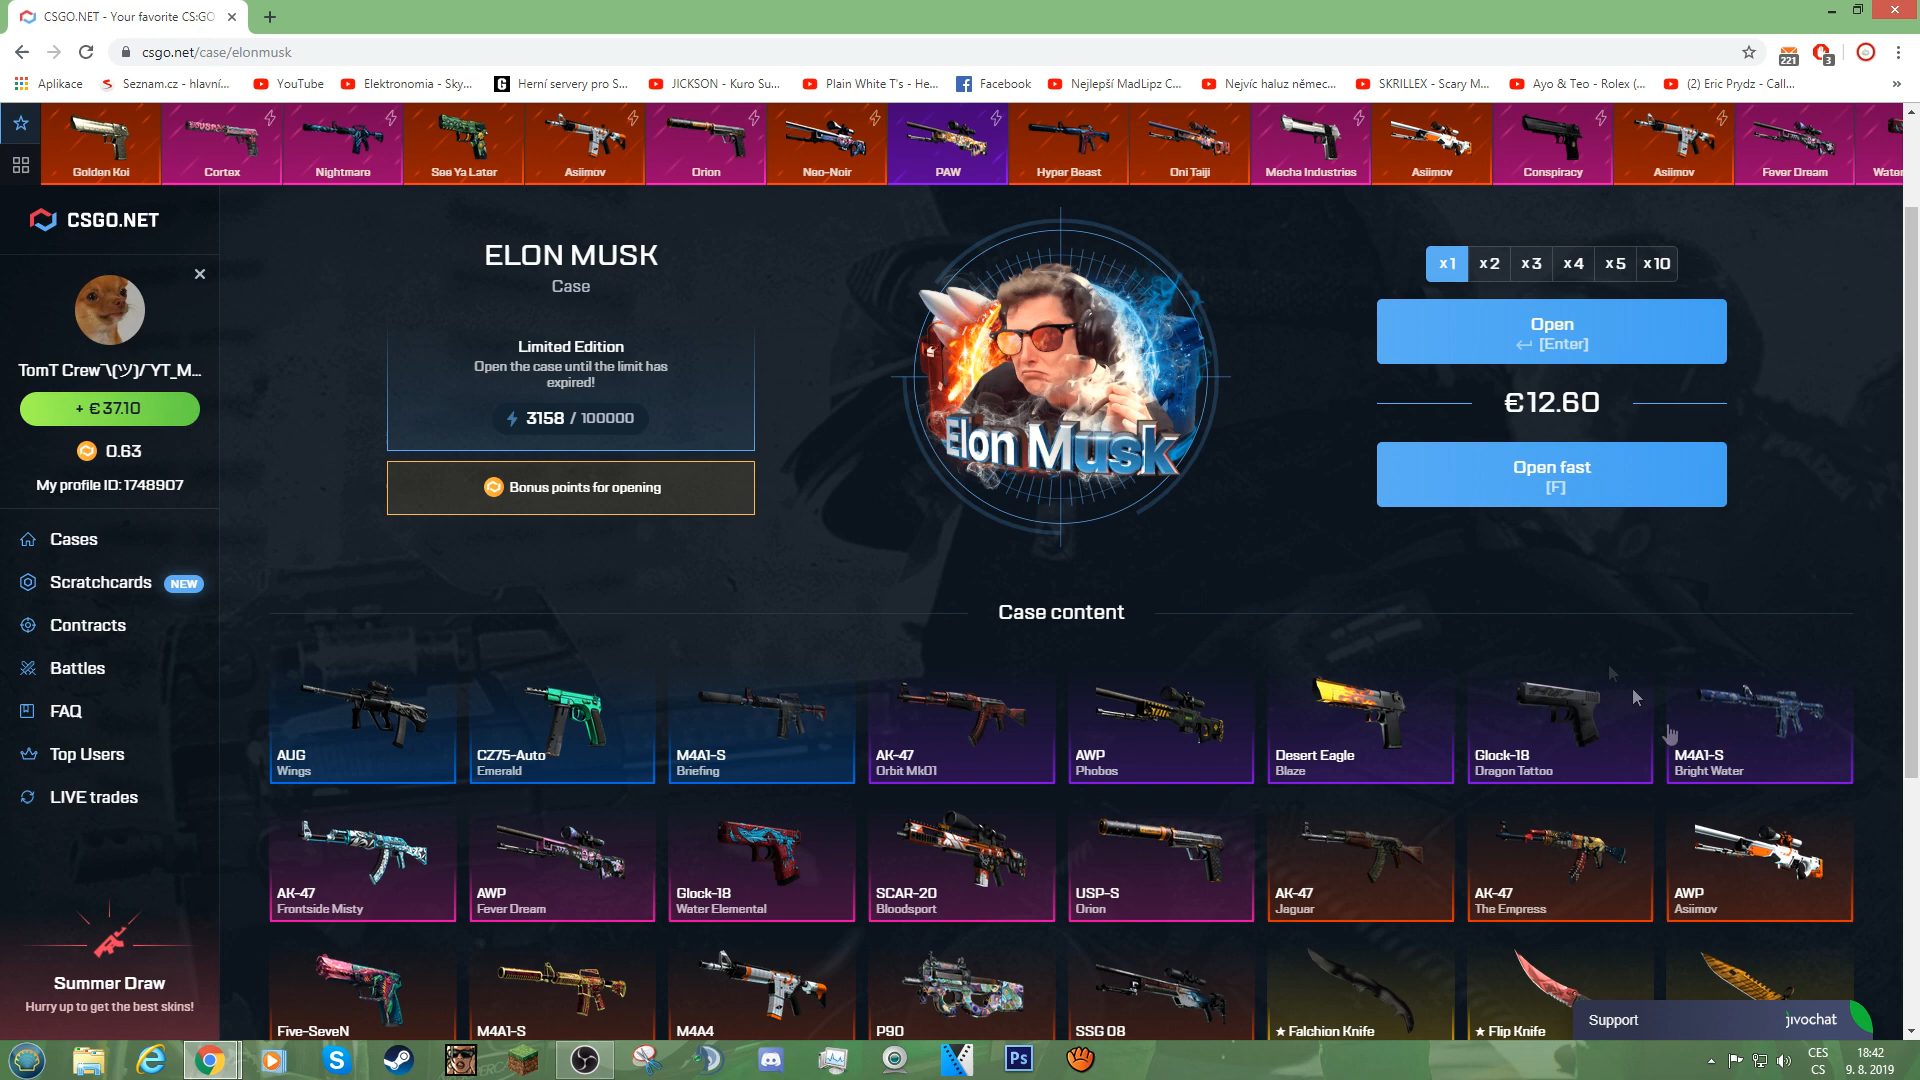 CSGO.NET - Your favorite CS:GO
csgo.net/case/elonmusk
221
3
Aplikace
Seznam.cz - hlavní...
YouTube
Elektronomia - Sky...
G
Herní servery pro S...
JICKSON - Kuro Su...
Plain White T's - He...
Facebook
Nejlepší MadLipz C...
Nejvíc haluz němec...
SKRILLEX - Scary M...
Ayo & Teo - Rolex (...
(2) Eric Prydz - Call...
»
Golden Koi
Cortex
Nightmare
See Ya Later
Asiimov
Orion
Neo-Noir
PAW
Hyper Beast
Oni Taiji
Mecha Industries
Asiimov
Conspiracy
Asiimov
Fever Dream
Water
CSGO.NET
TomT Crew¯\(ツ)/¯YT_M...
+ €37.10
0.63
My profile ID: 1748907
Cases
Scratchcards NEW
Contracts
Battles
FAQ
Top Users
LIVE trades
Summer Draw
Hurry up to get the best skins!
ELON MUSK
Case
Limited Edition
Open the case until the limit has
expired!
3158 / 100000
Bonus points for opening
Elon Musk
x1 x2 x3 x4 x5 x10
Open
[Enter]
€12.60
Open fast
[F]
Case content
AUG
Wings
CZ75-Auto
Emerald
M4A1-S
Briefing
AK-47
Orbit Mk01
AWP
Phobos
Desert Eagle
Blaze
Glock-18
Dragon Tattoo
M4A1-S
Bright Water
AK-47
Frontside Misty
AWP
Fever Dream
Glock-18
Water Elemental
SCAR-20
Bloodsport
USP-S
Orion
AK-47
Jaguar
AK-47
The Empress
AWP
Asiimov
Five-SeveN
M4A1-S
M4A4
P90
SSG 08
★ Falchion Knife
★ Flip Knife
Support
jivochat
S
Ps
CES
CS
18:42
9. 8. 2019